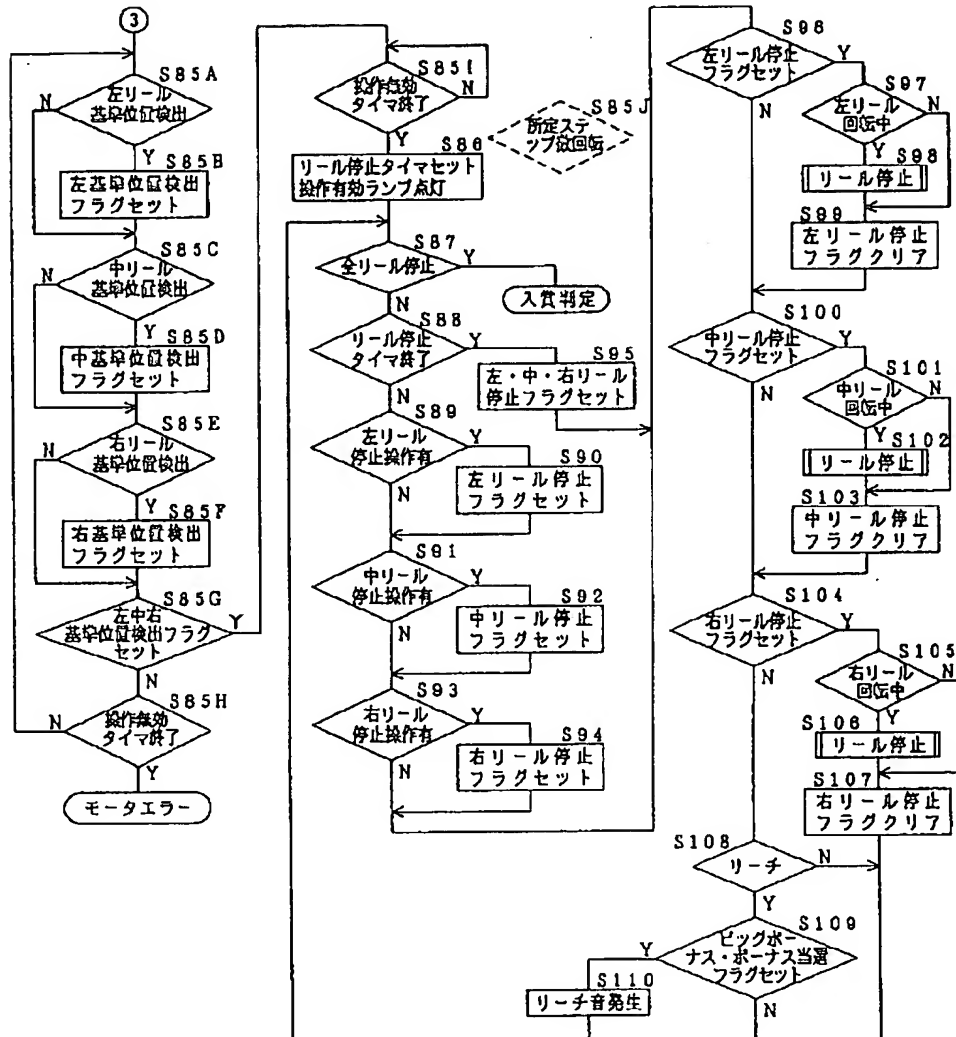 3
S85A
左リール
基準位置検出
N
Y
S85B
左基準位置検出
フラグセット
S85C
中リール
基準位置検出
N
Y
S85D
中基準位置検出
フラグセット
S85E
右リール
基準位置検出
N
Y
S85F
右基準位置検出
フラグセット
S85G
左中右
基準位置検出フラグ
セット
Y
N
S85H
操作無効
タイマ終了
N
Y
モータエラー
S85I
操作無効
タイマ終了
N
Y
S85J
所定ステ
ップ数回転
S86
リール停止タイマセット
操作有効ランプ点灯
S87
全リール停止
Y
入賞判定
N
S88
リール停止
タイマ終了
Y
S95
左・中・右リール
停止フラグセット
N
S89
左リール
停止操作有
Y
S90
左リール停止
フラグセット
N
S91
中リール
停止操作有
Y
S92
中リール停止
フラグセット
N
S93
右リール
停止操作有
Y
S94
右リール停止
フラグセット
N
S96
左リール停止
フラグセット
Y
N
S97
左リール
回転中
N
Y
S98
リール停止
S99
左リール停止
フラグクリア
S100
中リール停止
フラグセット
Y
N
S101
中リール
回転中
N
Y
S102
リール停止
S103
中リール停止
フラグクリア
S104
右リール停止
フラグセット
Y
N
S105
右リール
回転中
N
Y
S106
リール停止
S107
右リール停止
フラグクリア
S108
リーチ
N
Y
S109
ビッグボー
ナス・ボーナス当選
フラグセット
Y
N
S110
リーチ音発生